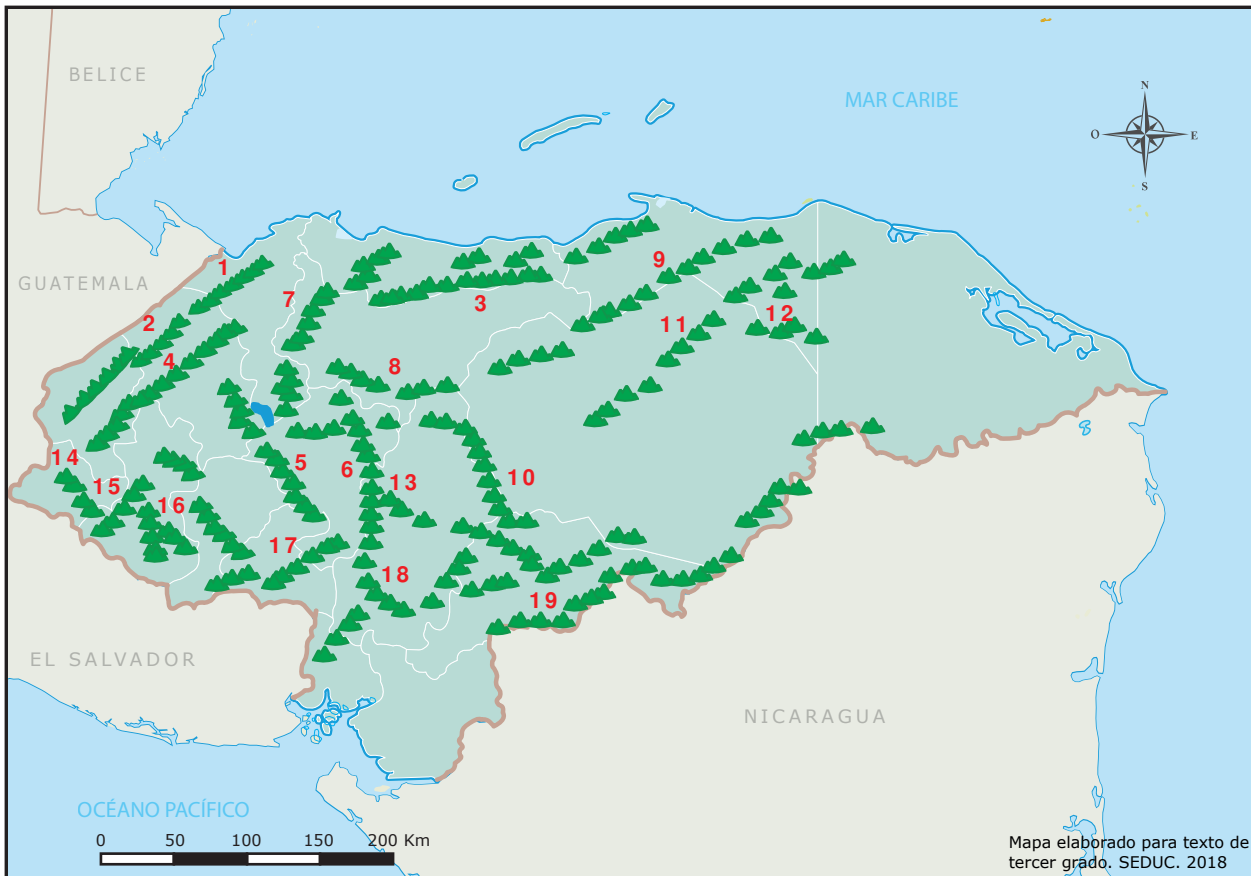 BELICE
MAR CARIBE
N
O
E
S
GUATEMALA
1
2
3
4
5
6
7
8
9
10
11
12
13
14
15
16
17
18
19
EL SALVADOR
NICARAGUA
OCÉANO PACÍFICO
0 50 100 150 200 Km
Mapa elaborado para texto de
tercer grado. SEDUC. 2018